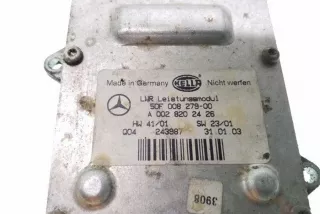 Made in Germany HELLA Nicht werfen
LWR Leistungsmodul
5DF 008 279-00
A 002 820 24 26
HW 41/01 SW 23/01
Q04 243987 31.01.03
3908